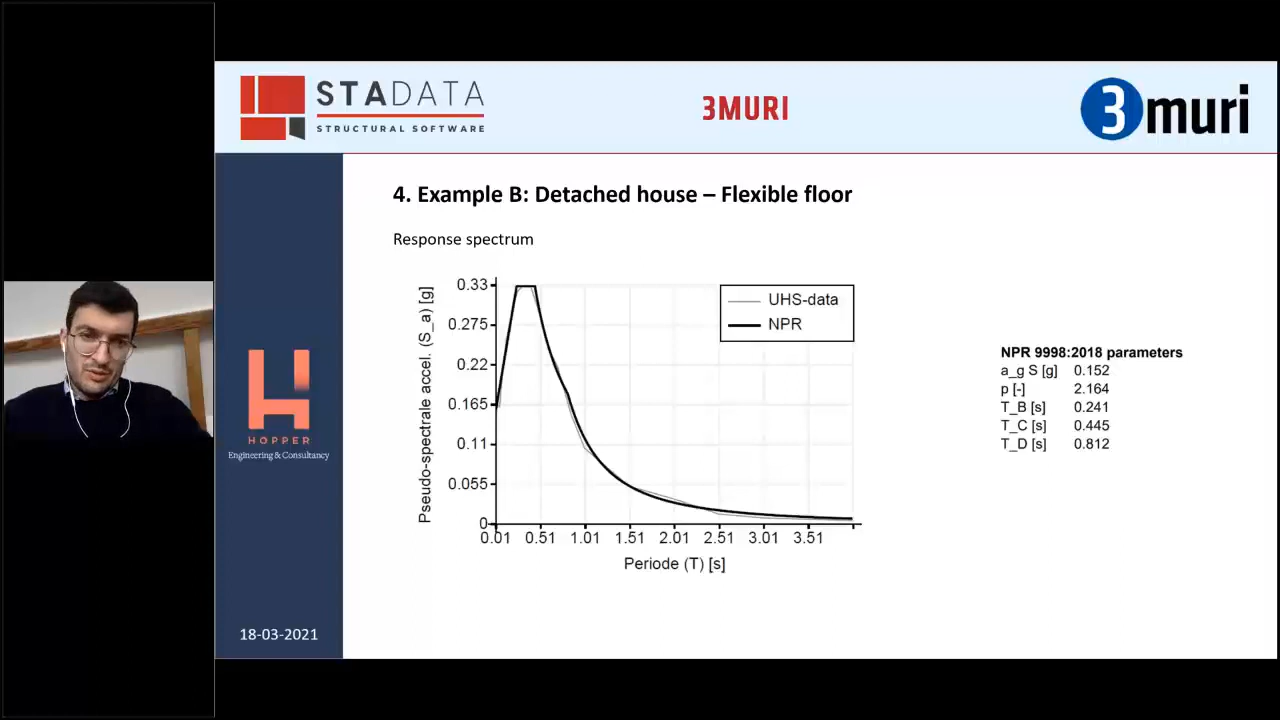 STADATA
STRUCTURAL SOFTWARE
3MURI
3muri
4. Example B: Detached house – Flexible floor
Response spectrum
Pseudo-spectrale accel. (S_a) [g]
0.33
0.275
0.22
0.165
0.11
0.055
0
0.01 0.51 1.01 1.51 2.01 2.51 3.01 3.51
Periode (T) [s]
UHS-data
NPR
NPR 9998:2018 parameters
a_g S [g] 0.152
p [-] 2.164
T_B [s] 0.241
T_C [s] 0.445
T_D [s] 0.812
HOPPER
Engineering & Consultancy
18-03-2021